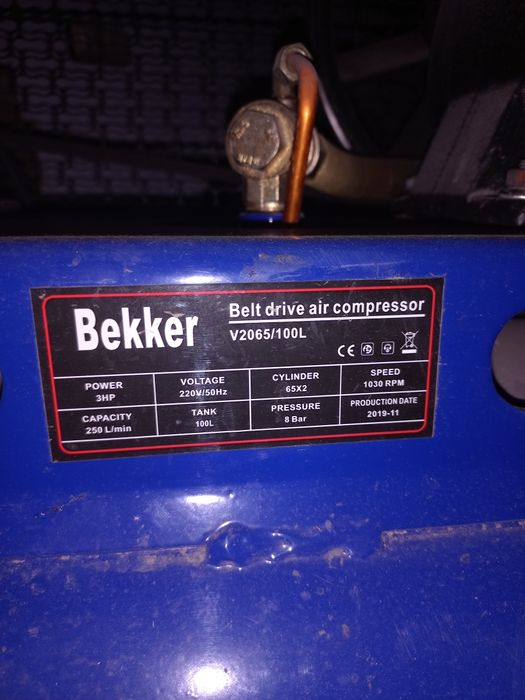 Bekker
Belt drive air compressor
V2065/100L
CE
POWER
3HP
VOLTAGE
220V/50Hz
CYLINDER
65X2
SPEED
1030 RPM
CAPACITY
250 L/min
TANK
100L
PRESSURE
8 Bar
PRODUCTION DATE
2019-11